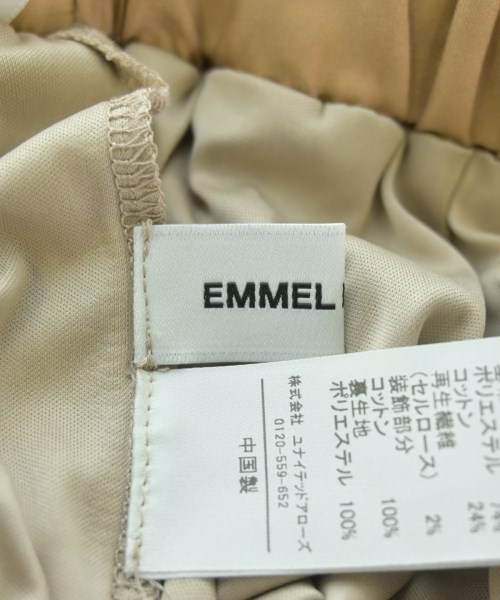 EMMEL
ポリエステル 74%
コットン 24%
再生繊維
(セルロース) 2%
装飾部分
コットン 100%
裏生地
ポリエステル 100%
株式会社 ユナイテッドアローズ
0120-559-652
中国製